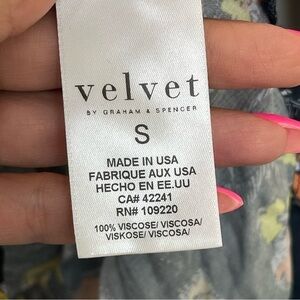 velvet
BY GRAHAM & SPENCER
S
MADE IN USA
FABRIQUE AUX USA
HECHO EN EE.UU
CA# 42241
RN# 109220
100% VISCOSE/ VISCOSA/
VISKOSE/ VISCOSA/